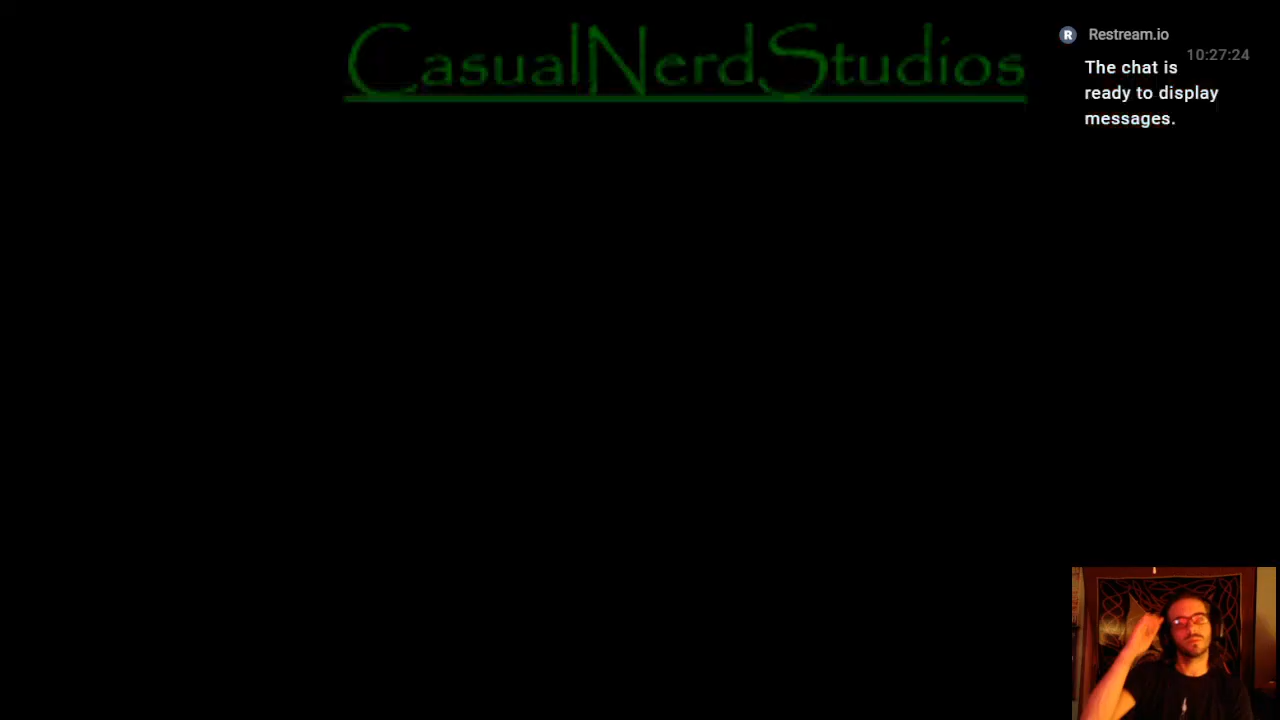 CasualNerdStudios
Restream.io
10:27:24
The chat is
ready to display
messages.